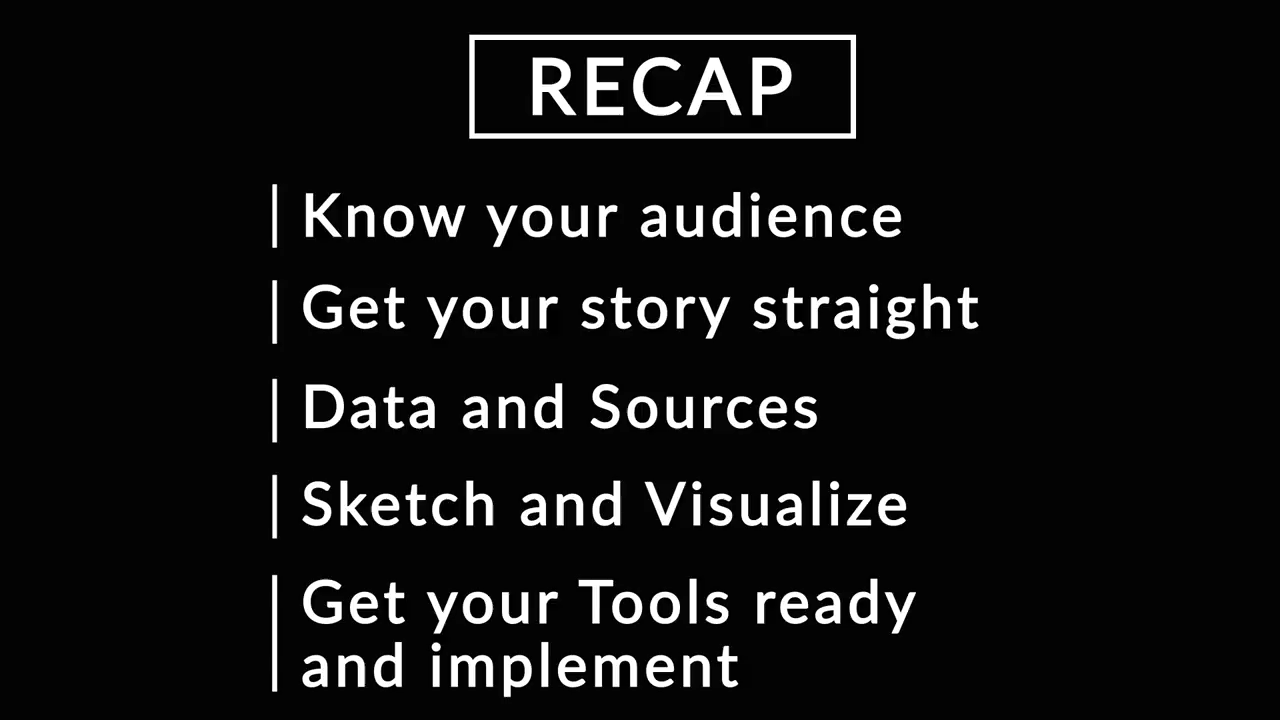 RECAP
Know your audience
Get your story straight
Data and Sources
Sketch and Visualize
Get your Tools ready
and implement